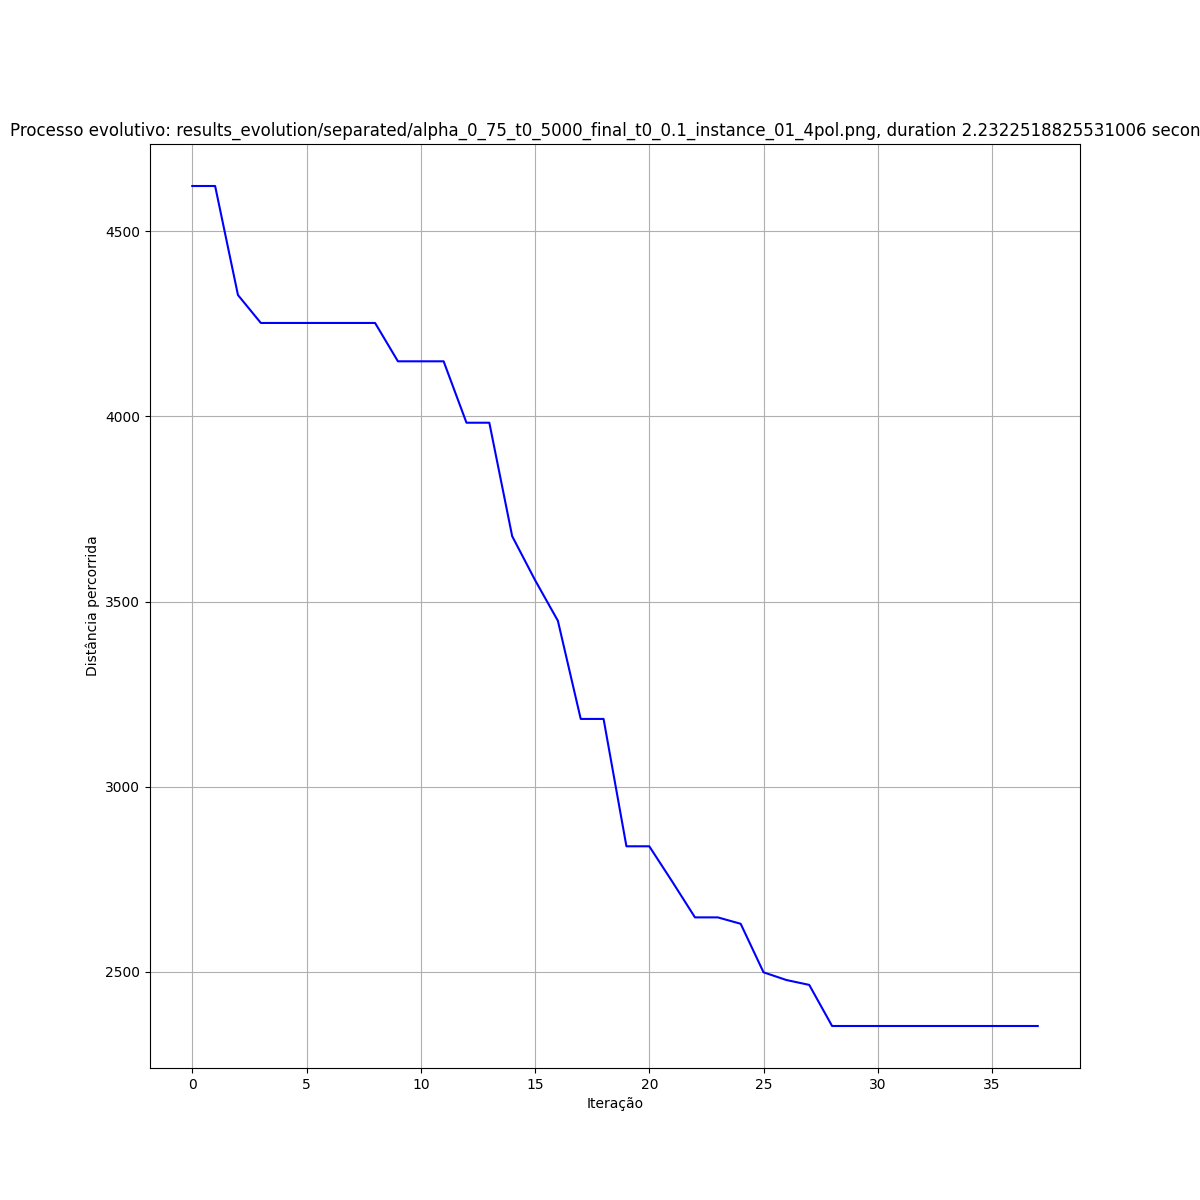 Processo evolutivo: results_evolution/separated/alpha_0_75_t0_5000_final_t0_0.1_instance_01_4pol.png, duration 2.2322518825531006 secon
4500
4000
3500
3000
2500
Distância percorrida
0 5 10 15 20 25 30 35
Iteração